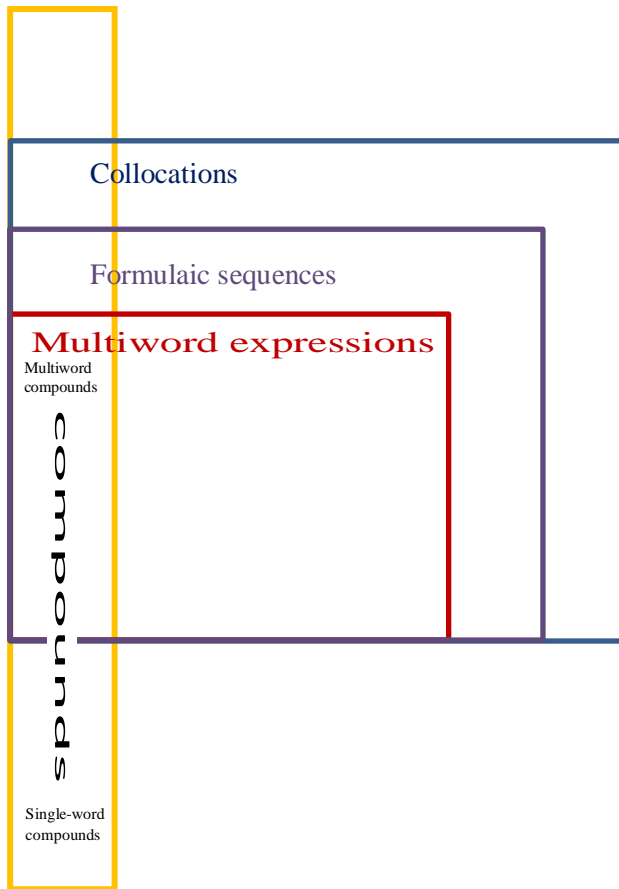 Collocations
Formulaic sequences
Multiword expressions
Multiword
compounds
compounds
Single-word
compounds